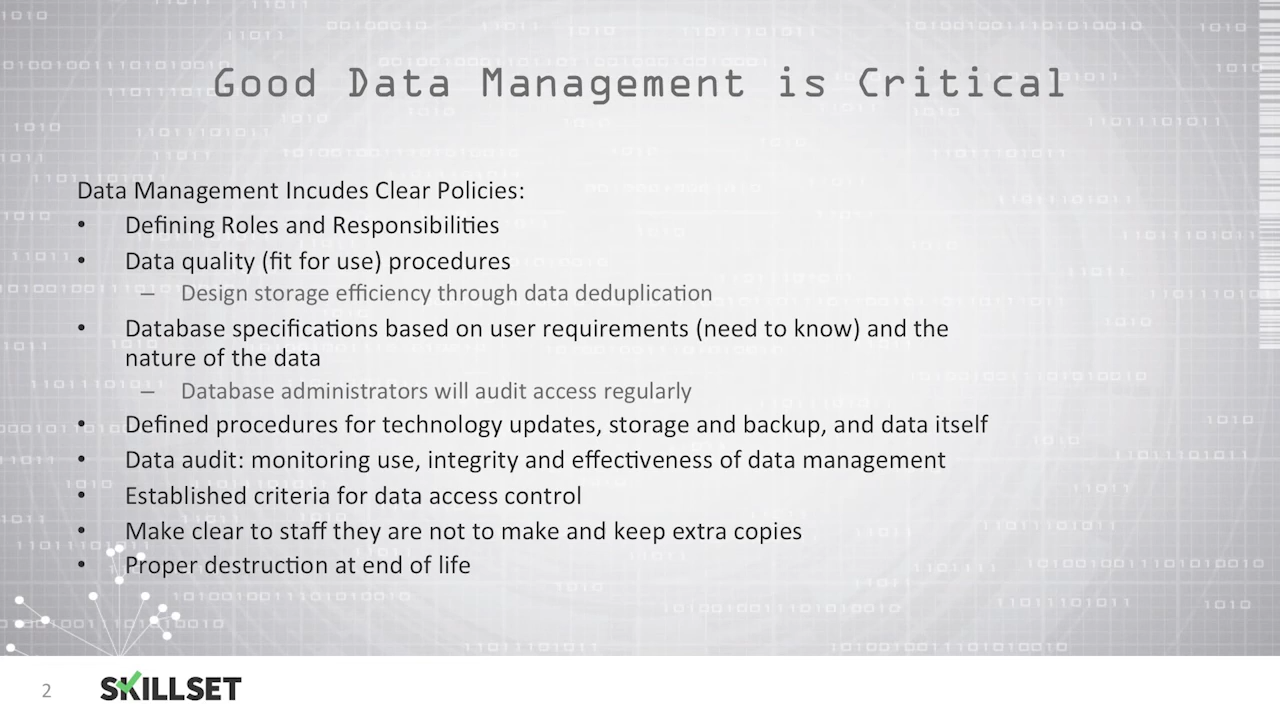 Good Data Management is Critical
Data Management Incudes Clear Policies:
• Defining Roles and Responsibilities
• Data quality (fit for use) procedures
– Design storage efficiency through data deduplication
• Database specifications based on user requirements (need to know) and the
nature of the data
– Database administrators will audit access regularly
• Defined procedures for technology updates, storage and backup, and data itself
• Data audit: monitoring use, integrity and effectiveness of data management
• Established criteria for data access control
• Make clear to staff they are not to make and keep extra copies
• Proper destruction at end of life
2
SKILLSET